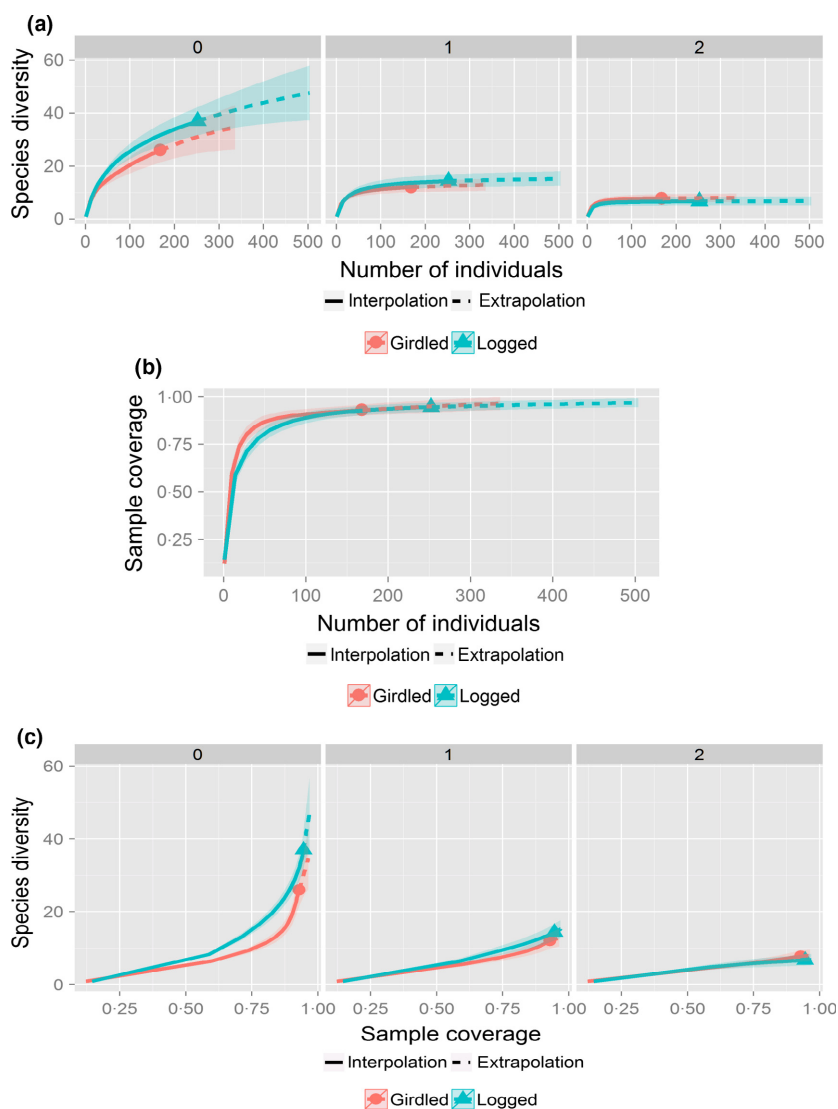 (a)
0 1 2
60
40
20
0
Species diversity
0 100 200 300 400 500 0 100 200 300 400 500 0 100 200 300 400 500
Number of individuals
Interpolation Extrapolation
Girdled Logged
(b)
1·00
0·75
0·50
0·25
Sample coverage
0 100 200 300 400 500
Number of individuals
Interpolation Extrapolation
Girdled Logged
(c)
0 1 2
60
40
20
0
Species diversity
0·25 0·50 0·75 1·00 0·25 0·50 0·75 1·00 0·25 0·50 0·75 1·00
Sample coverage
Interpolation Extrapolation
Girdled Logged